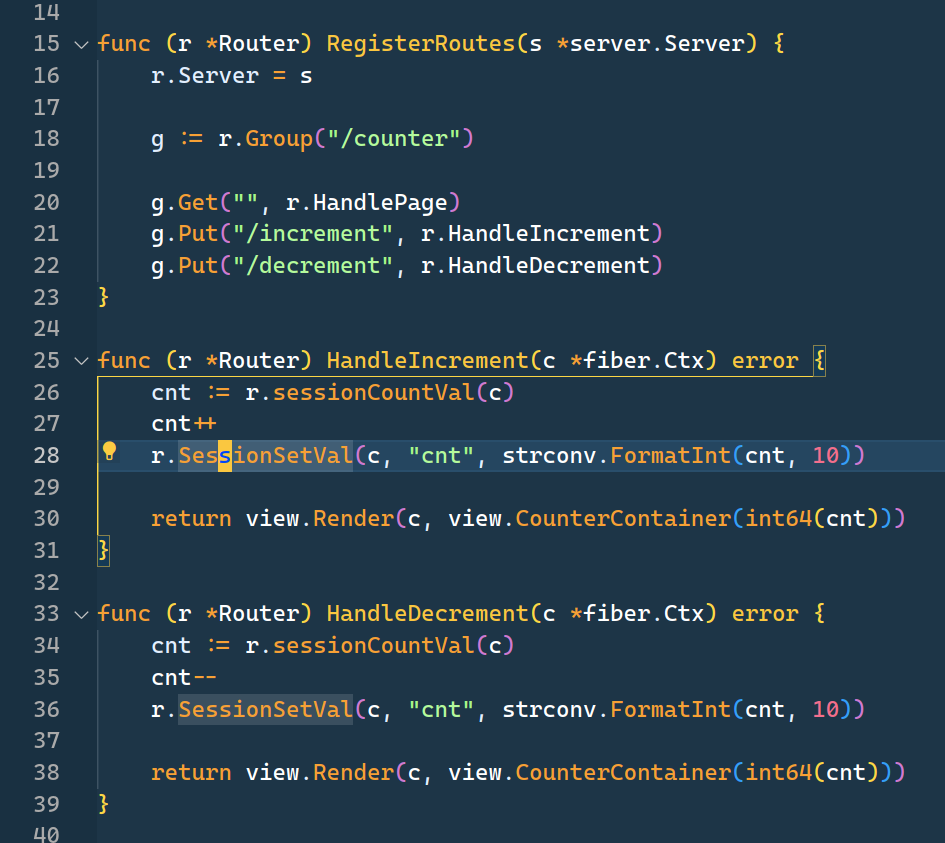 14
15 func (r *Router) RegisterRoutes(s *server.Server) {
16 r.Server = s
17
18 g := r.Group("/counter")
19
20 g.Get("", r.HandlePage)
21 g.Put("/increment", r.HandleIncrement)
22 g.Put("/decrement", r.HandleDecrement)
23 }
24
25 func (r *Router) HandleIncrement(c *fiber.Ctx) error {
26 cnt := r.sessionCountVal(c)
27 cnt++
28 r.SessionSetVal(c, "cnt", strconv.FormatInt(cnt, 10))
29
30 return view.Render(c, view.CounterContainer(int64(cnt)))
31 }
32
33 func (r *Router) HandleDecrement(c *fiber.Ctx) error {
34 cnt := r.sessionCountVal(c)
35 cnt--
36 r.SessionSetVal(c, "cnt", strconv.FormatInt(cnt, 10))
37
38 return view.Render(c, view.CounterContainer(int64(cnt)))
39 }
40